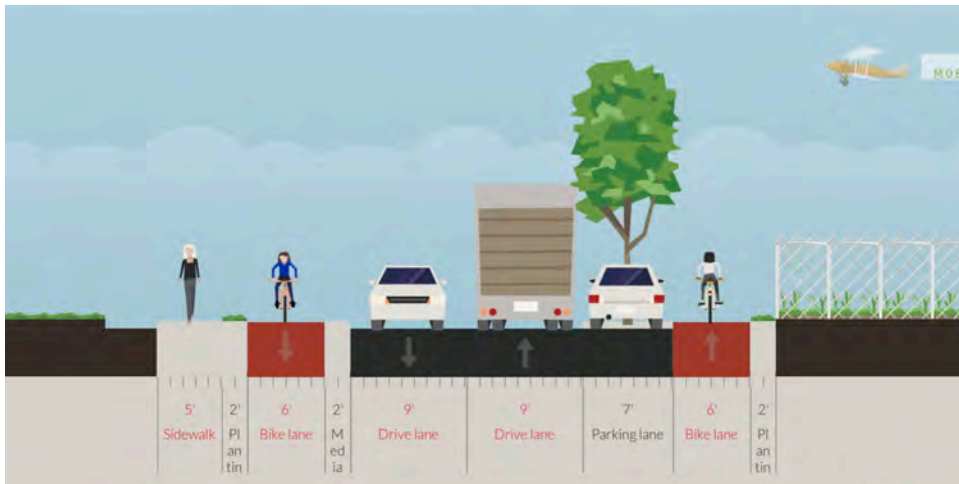 MOB
5'
Sidewalk
2'
Pl
an
tin
6'
Bike lane
2'
M
ed
ia
9'
Drive lane
9'
Drive lane
7'
Parking lane
6'
Bike lane
2'
Pl
an
tin